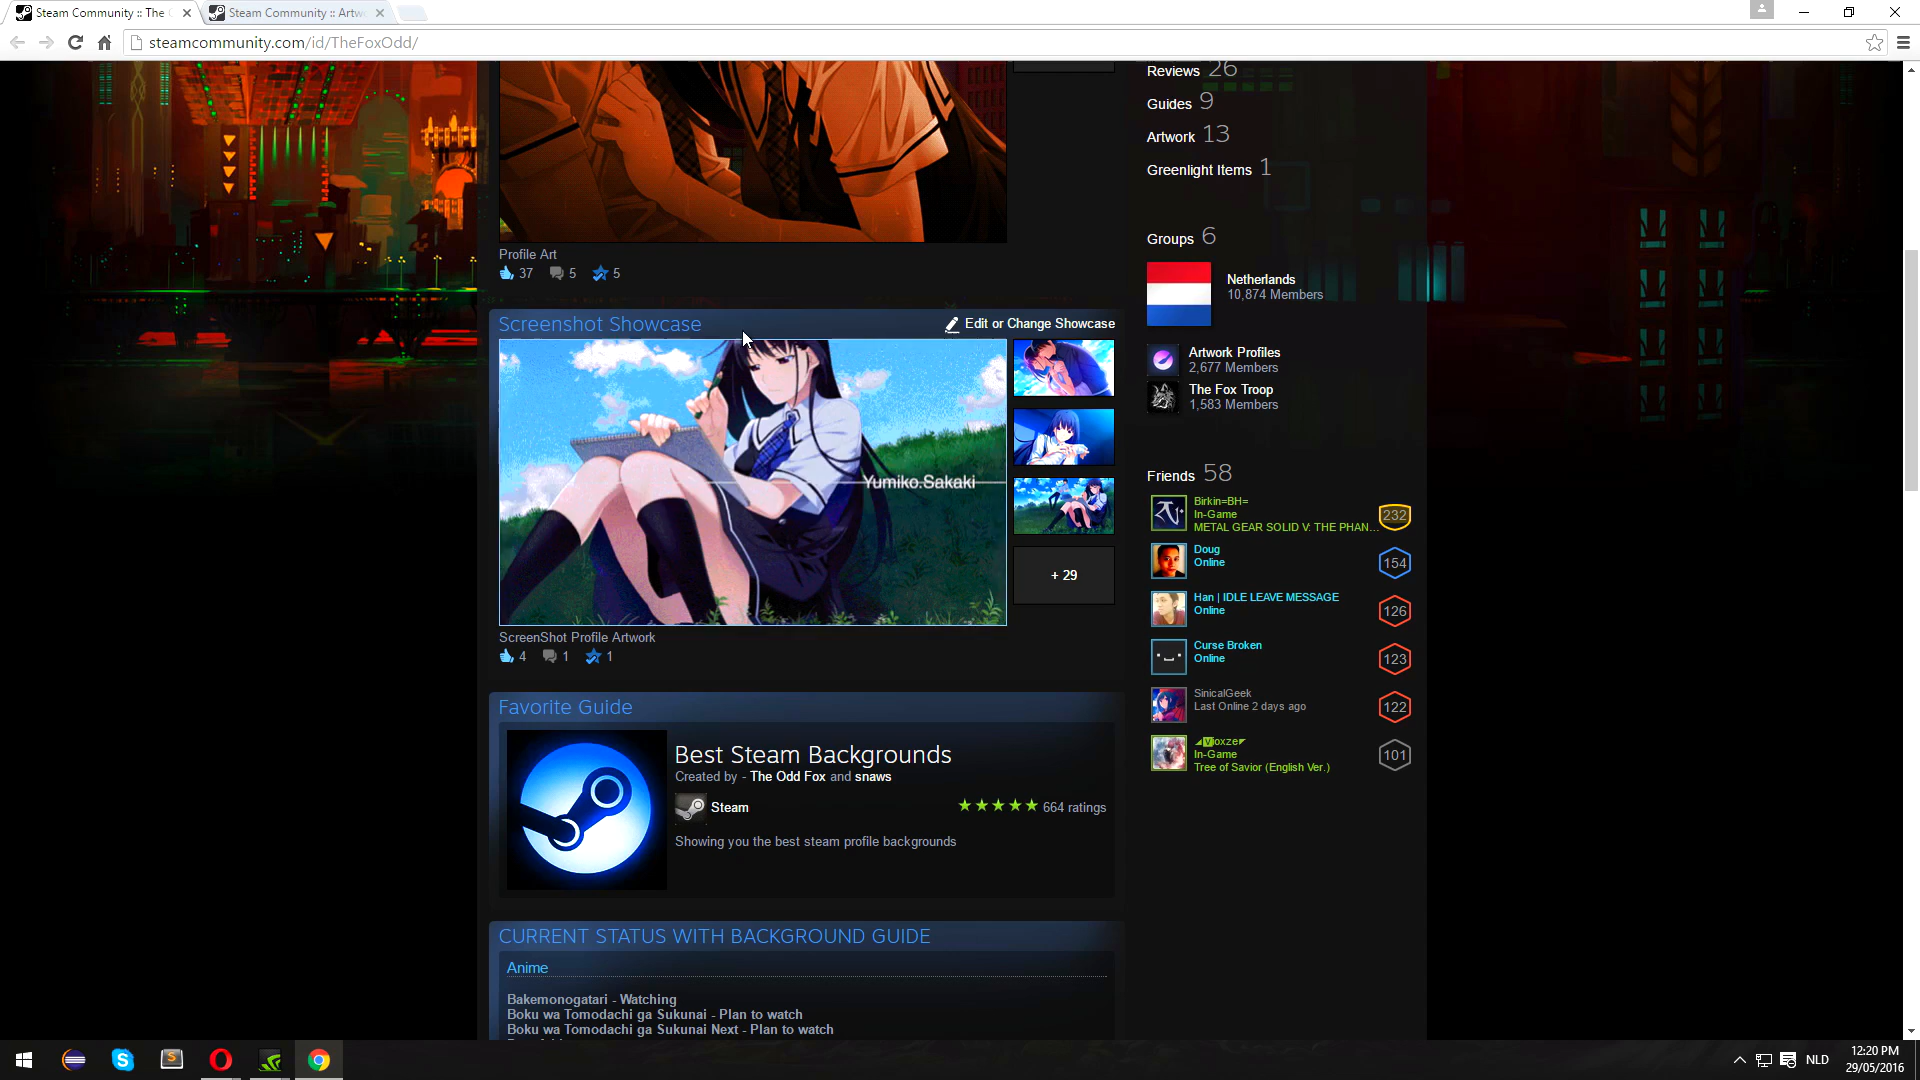 Steam Community :: The
Steam Community :: Artw
steamcommunity.com/id/TheFoxOdd/
Profile Art
37 5 5
Screenshot Showcase
Edit or Change Showcase
Yumiko.Sakaki
+ 29
ScreenShot Profile Artwork
4 1 1
Favorite Guide
Best Steam Backgrounds
Created by - The Odd Fox and snaws
Steam
664 ratings
Showing you the best steam profile backgrounds
CURRENT STATUS WITH BACKGROUND GUIDE
Anime
Bakemonogatari - Watching
Boku wa Tomodachi ga Sukunai - Plan to watch
Boku wa Tomodachi ga Sukunai Next - Plan to watch
Reviews 26
Guides 9
Artwork 13
Greenlight Items 1
Groups 6
Netherlands
10,874 Members
Artwork Profiles
2,677 Members
The Fox Troop
1,583 Members
Friends 58
Birkin=BH=
In-Game
METAL GEAR SOLID V: THE PHAN...
232
Doug
Online
154
Han | IDLE LEAVE MESSAGE
Online
126
Curse Broken
Online
123
SinicalGeek
Last Online 2 days ago
122
◢🆅oxze◤
In-Game
Tree of Savior (English Ver.)
101
NLD
12:20 PM
29/05/2016